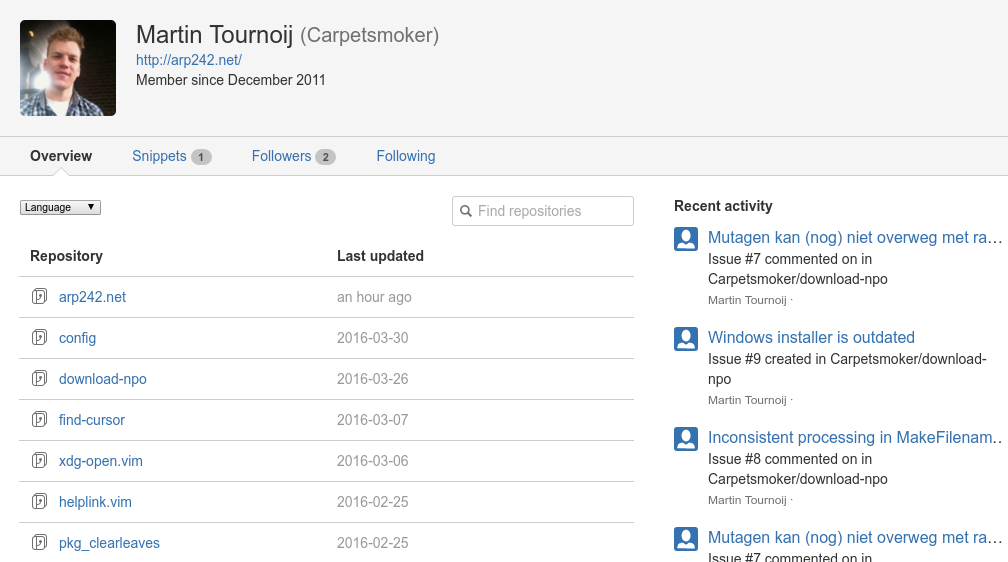 Martin Tournoij (Carpetsmoker)
http://arp242.net/
Member since December 2011
Overview Snippets 1 Followers 2 Following
Language ▼
Find repositories
Repository Last updated
arp242.net an hour ago
config 2016-03-30
download-npo 2016-03-26
find-cursor 2016-03-07
xdg-open.vim 2016-03-06
helplink.vim 2016-02-25
pkg_clearleaves 2016-02-25
Recent activity
Mutagen kan (nog) niet overweg met ra…
Issue #7 commented on in
Carpetsmoker/download-npo
Martin Tournoij ·
Windows installer is outdated
Issue #9 created in Carpetsmoker/download-
npo
Martin Tournoij ·
Inconsistent processing in MakeFilenam…
Issue #8 commented on in
Carpetsmoker/download-npo
Martin Tournoij ·
Mutagen kan (nog) niet overweg met ra…
Issue #7 commented on in